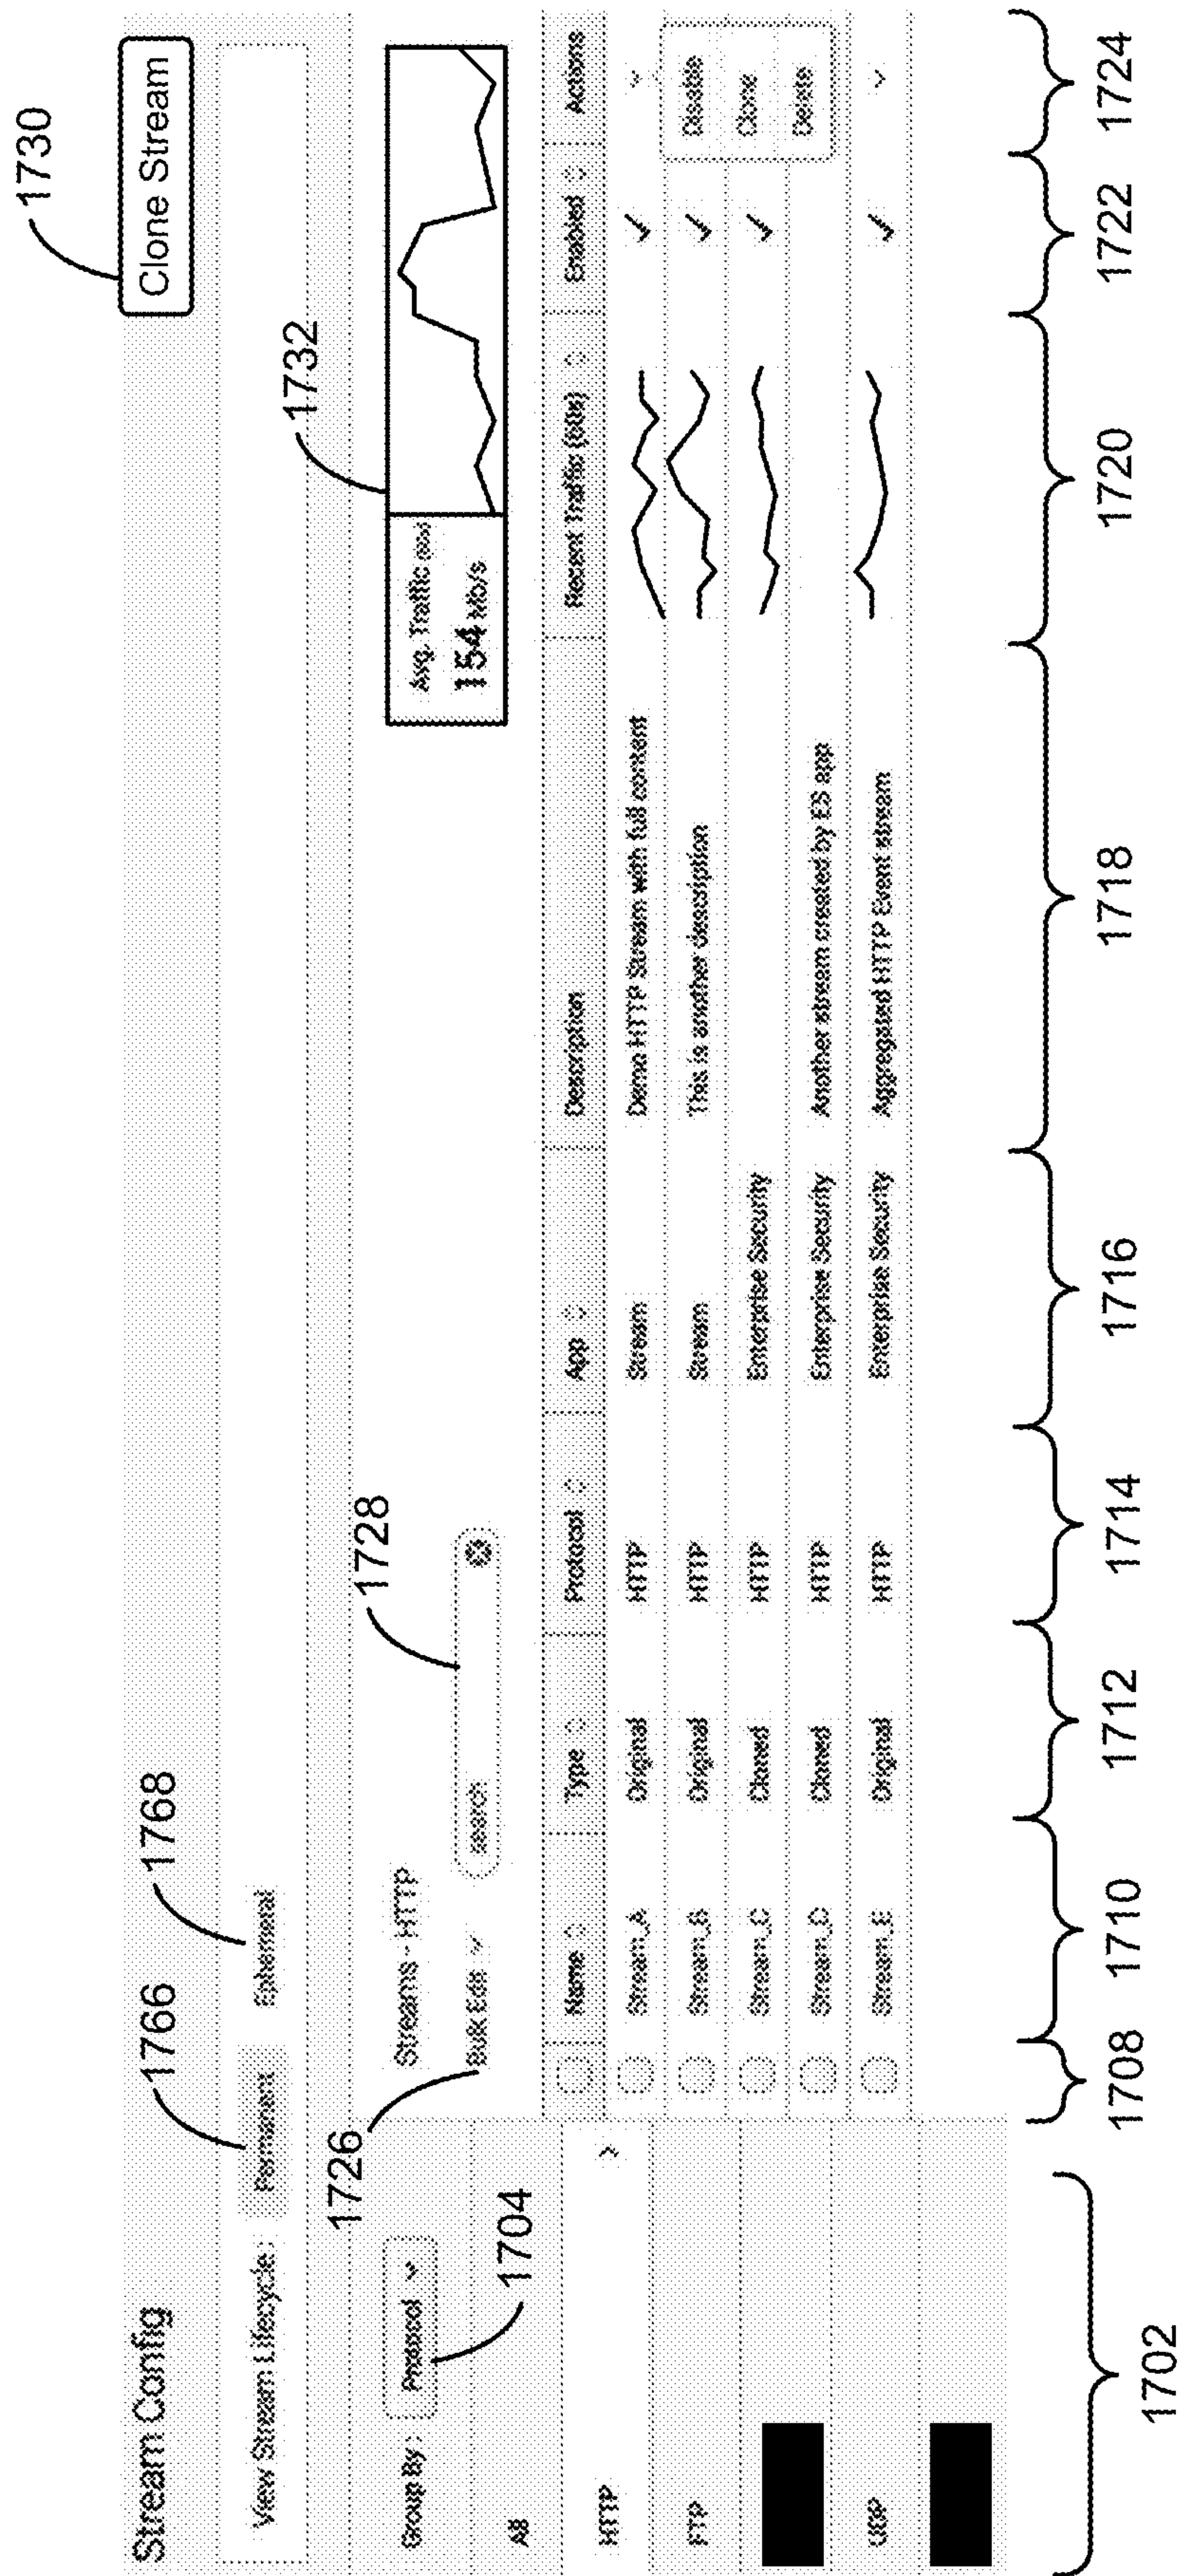 1730
Stream Config
Clone Stream
1766
1768
View Stream Lifecycle :
Permanent
Ephemeral
1732
1726
1728
Group By :
Protocol
1704
Streams - HTTP
Bulk Edit
search
Avg. Traffic (60s)
154 Mb/s
All
HTTP
FTP
UDP
Name Type Protocol App Description Recent Traffic (60s) Enabled Actions
Stream_A Original HTTP Stream Demo HTTP Stream with full content
Stream_B Original HTTP Stream This is another description Disable
Stream_C Cloned HTTP Enterprise Security Clone
Stream_D Cloned HTTP Enterprise Security Another stream created by ES app Delete
Stream_E Original HTTP Enterprise Security Aggregated HTTP Event stream
1702 1708 1710 1712 1714 1716 1718 1720 1722 1724